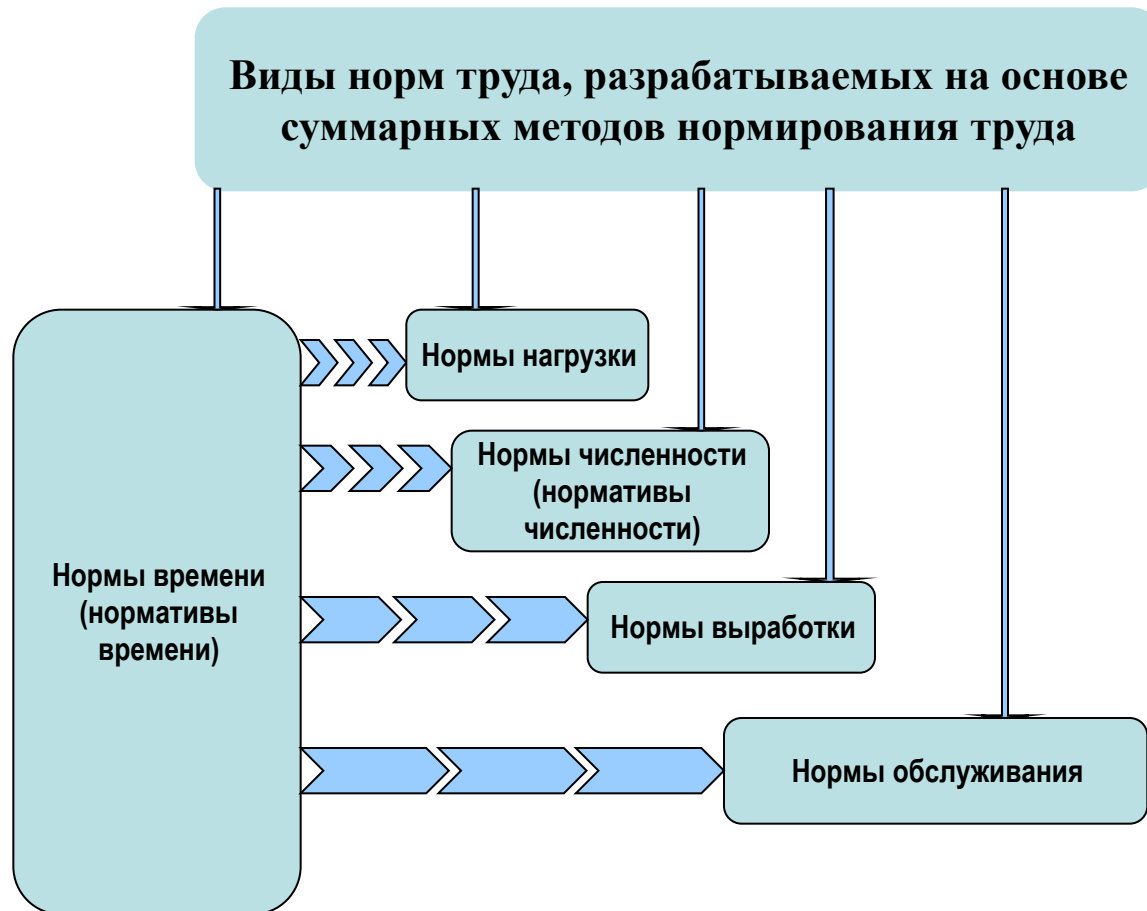 Виды норм труда, разрабатываемых на основе
суммарных методов нормирования труда
Нормы нагрузки
Нормы численности
(нормативы
численности)
Нормы времени
(нормативы
времени)
Нормы выработки
Нормы обслуживания